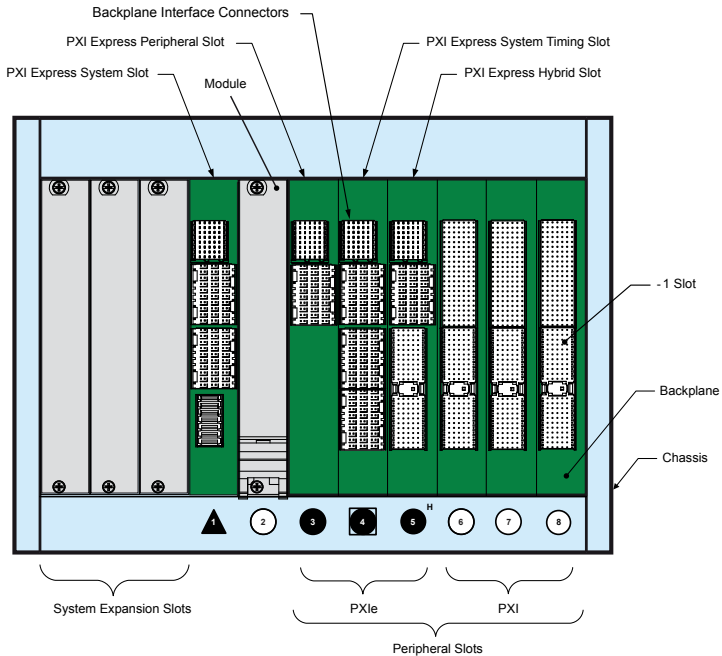 Backplane Interface Connectors
PXI Express Peripheral Slot
PXI Express System Timing Slot
PXI Express System Slot
Module
PXI Express Hybrid Slot
- 1 Slot
Backplane
Chassis
H
1 2 3 4 5 6 7 8
System Expansion Slots
PXIe
PXI
Peripheral Slots